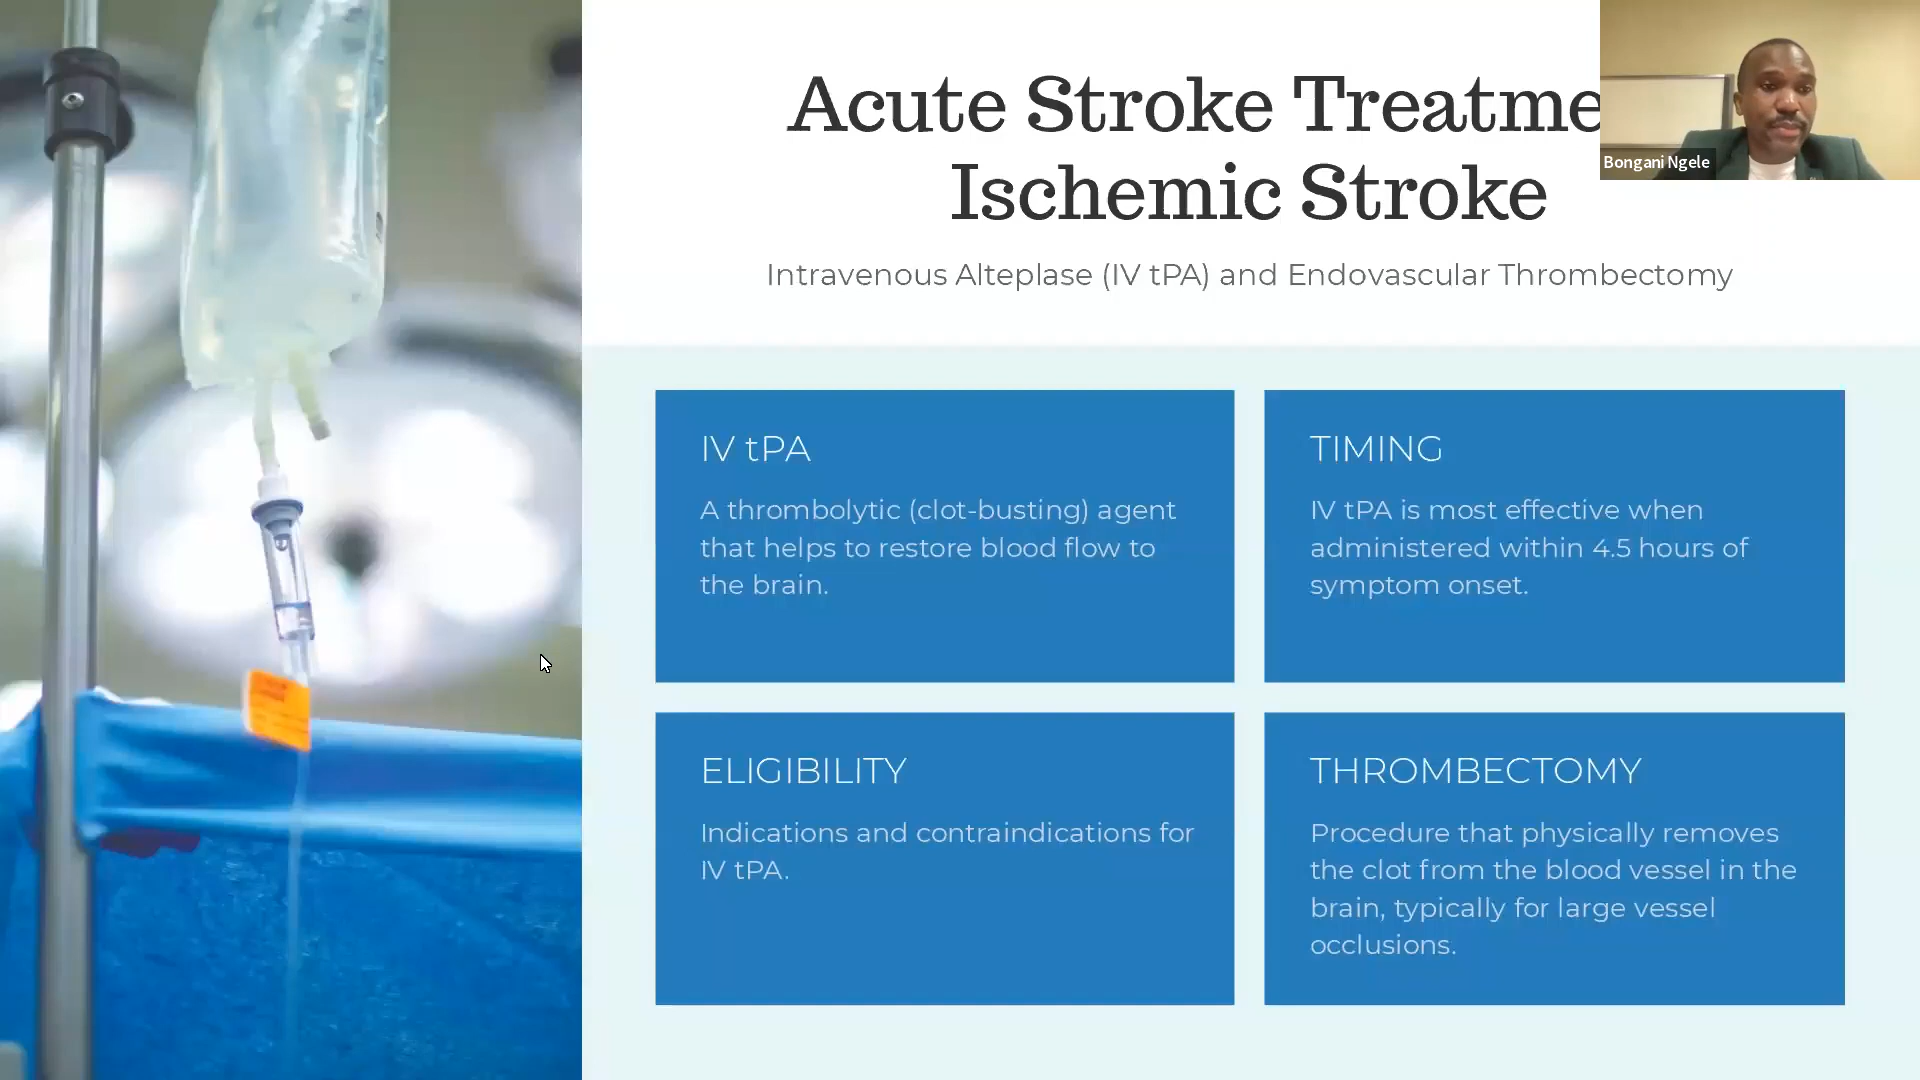 Acute Stroke Treatme
Ischemic Stroke
Bongani Ngele
Intravenous Alteplase (IV tPA) and Endovascular Thrombectomy
IV tPA
A thrombolytic (clot-busting) agent
that helps to restore blood flow to
the brain.
TIMING
IV tPA is most effective when
administered within 4.5 hours of
symptom onset.
ELIGIBILITY
Indications and contraindications for
IV tPA.
THROMBECTOMY
Procedure that physically removes
the clot from the blood vessel in the
brain, typically for large vessel
occlusions.